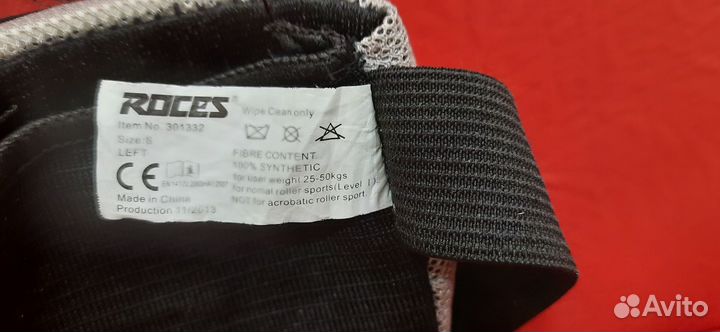 ROCES®
Wipe Clean only
Item No. 301332
Size: S
LEFT
FIBRE CONTENT
100% SYNTHETIC
for user weight ( 25-50kgs
for nomal roller sports(Level 1)
NOT for acrobatic roller sport.
CE
Made in China
Production 11/2013
Avito